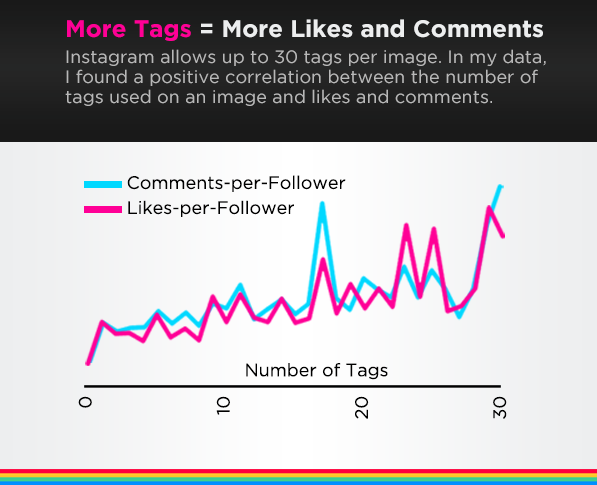 More Tags = More Likes and Comments
Instagram allows up to 30 tags per image. In my data,
I found a positive correlation between the number of
tags used on an image and likes and comments.
Comments-per-Follower
Likes-per-Follower
Number of Tags
0
10
20
30